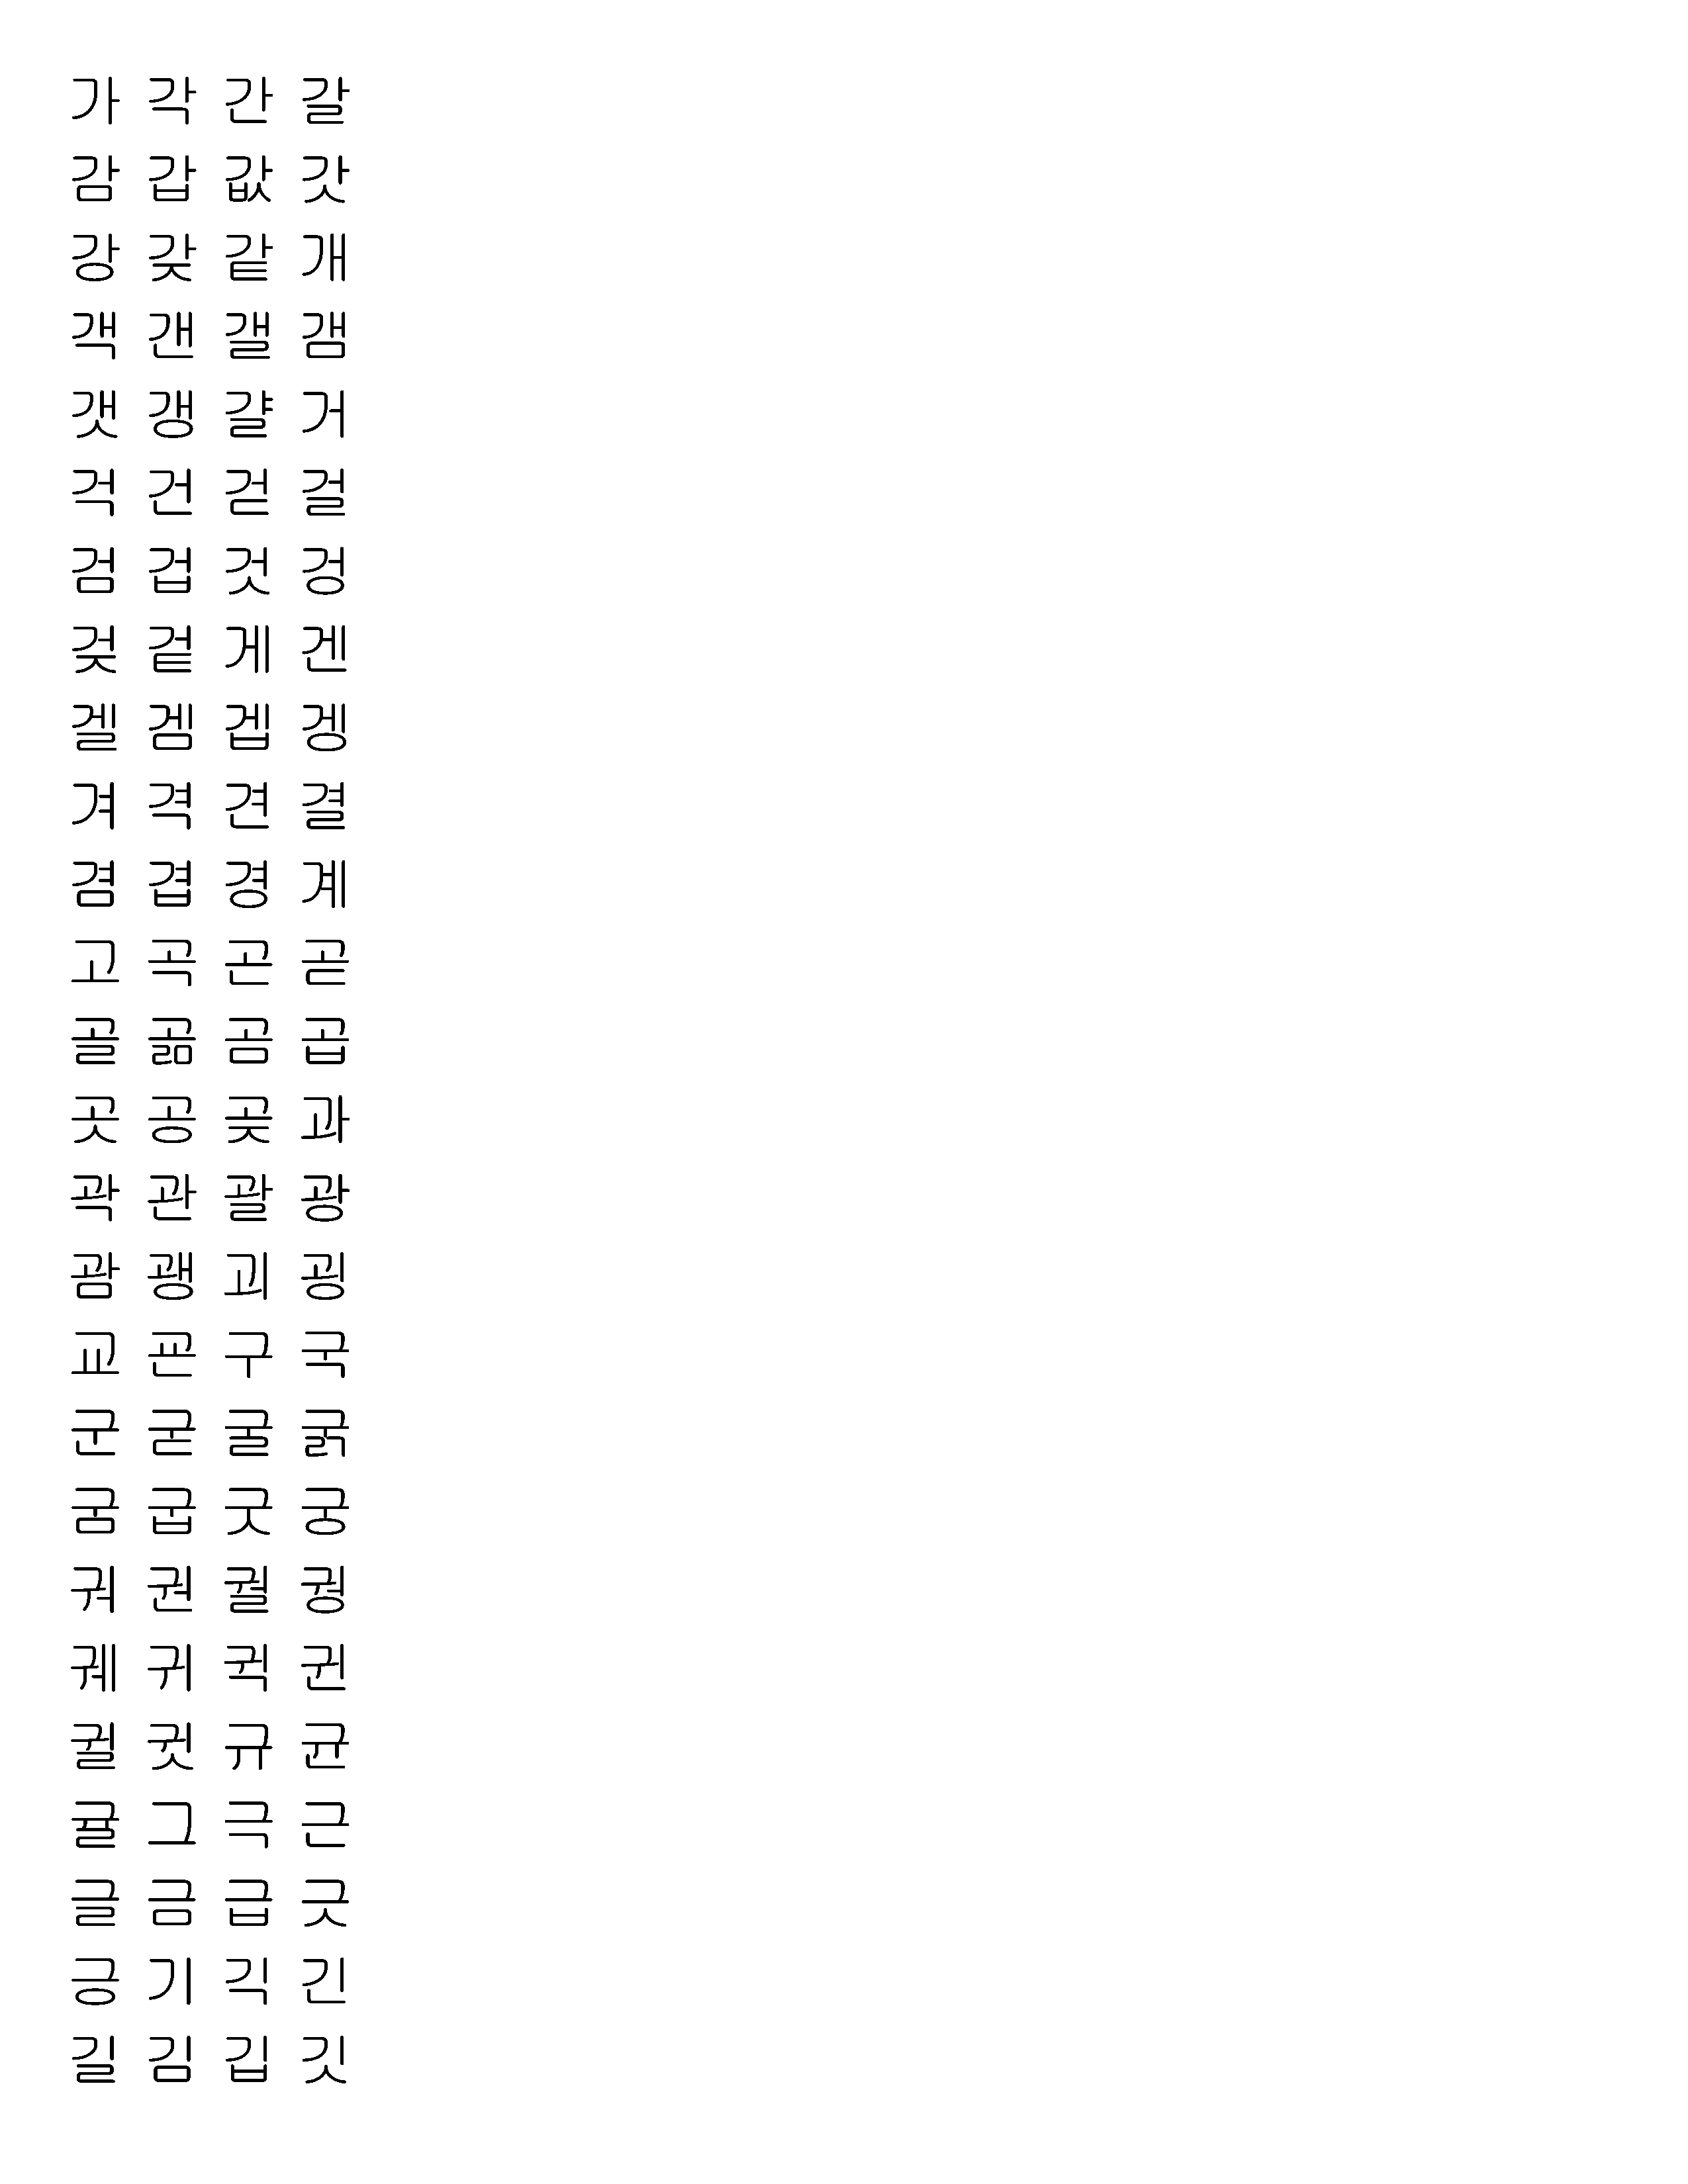 가 각 간 갈
감 갑 값 갓
강 갖 같 개
객 갠 갤 갬
갯 갱 걀 거
걱 건 걷 걸
검 겁 것 겅
겆 겉 게 겐
겔 겜 겝 겡
겨 격 견 결
겸 겹 경 계
고 곡 곤 곧
골 곪 곰 곱
곳 공 곶 과
곽 관 괄 광
괌 괭 괴 굉
교 굔 구 국
군 굳 굴 굵
굼 굽 굿 궁
궈 권 궐 궝
궤 귀 귁 귄
귈 귓 규 균
귤 그 극 근
글 금 급 긋
긍 기 긱 긴
길 김 깁 깃